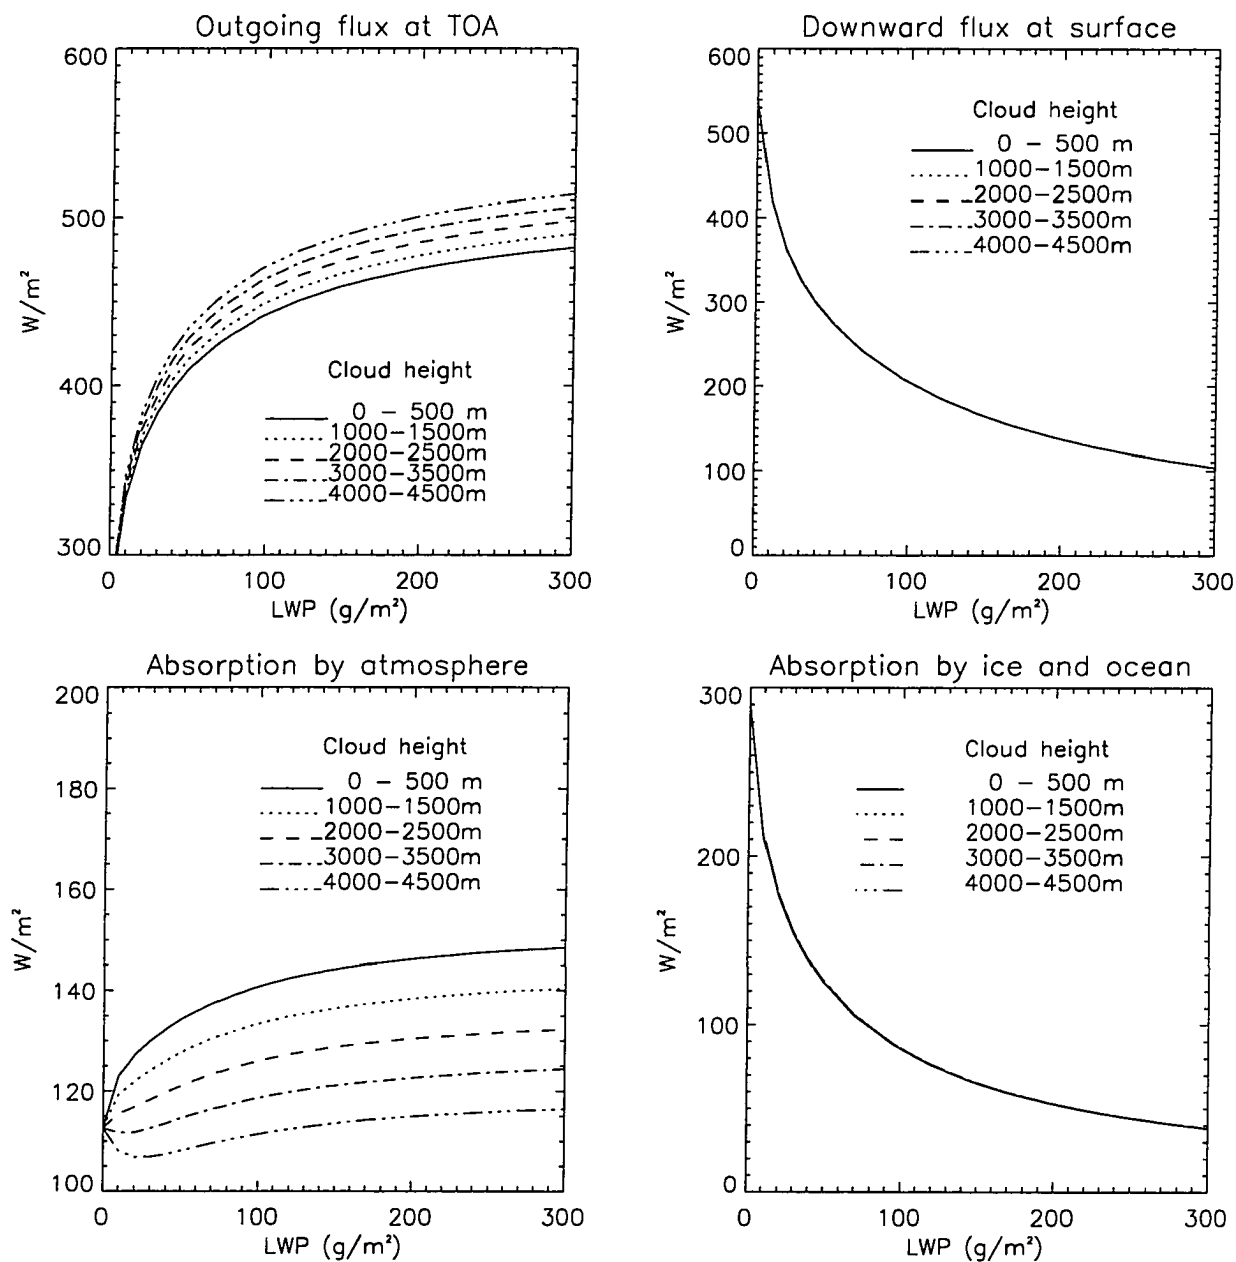 Outgoing flux at TOA
600
500
400
300
W/m²
Cloud height
0 - 500 m
1000-1500m
2000-2500m
3000-3500m
4000-4500m
0 100 200 300
LWP (g/m²)
Downward flux at surface
600
500
400
300
200
100
0
W/m²
Cloud height
0 - 500 m
1000-1500m
2000-2500m
3000-3500m
4000-4500m
0 100 200 300
LWP (g/m²)
Absorption by atmosphere
200
180
160
140
120
100
W/m²
Cloud height
0 - 500 m
1000-1500m
2000-2500m
3000-3500m
4000-4500m
0 100 200 300
LWP (g/m²)
Absorption by ice and ocean
300
200
100
0
W/m²
Cloud height
0 - 500 m
1000-1500m
2000-2500m
3000-3500m
4000-4500m
0 100 200 300
LWP (g/m²)